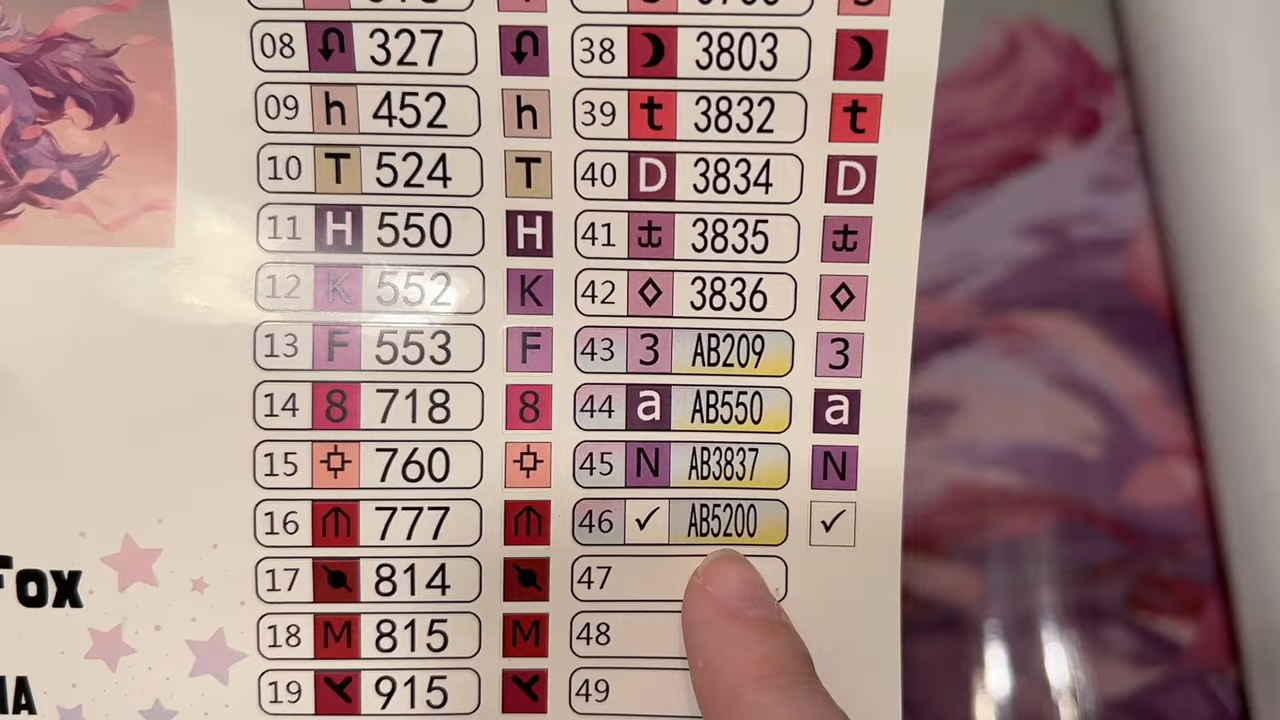 08 327
09 h 452 h
10 T 524 T
11 H 550 H
12 K 552 K
13 F 553 F
14 8 718 8
15 760
16 777
17 814
18 M 815 M
19 915
38 3803
39 t 3832 t
40 D 3834 D
41 3835
42 3836
43 3 AB209 3
44 a AB550 a
45 N AB3837 N
46 ✓ AB5200 ✓
47
48
49
Fox